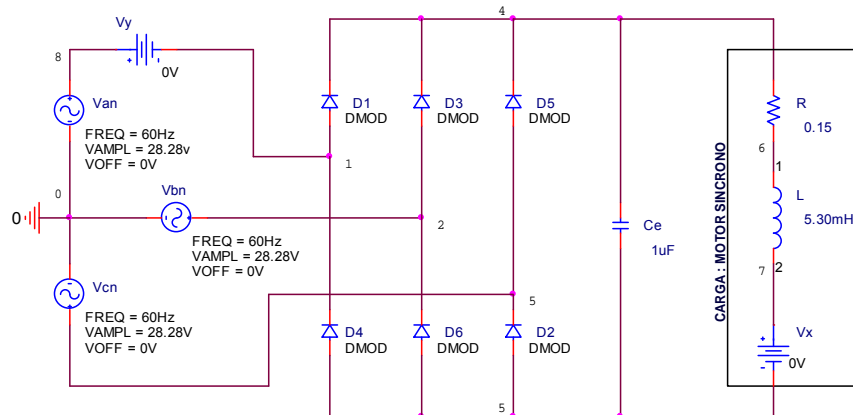 Vy
8
0V
4
Van
FREQ = 60Hz
VAMPL = 28.28v
VOFF = 0V
D1
DMOD
D3
DMOD
D5
DMOD
R
0.15
1
6
1
0
0
Vbn
FREQ = 60Hz
VAMPL = 28.28V
VOFF = 0V
2
Ce
1uF
L
5.30mH
CARGA : MOTOR SINCRONO
7
2
Vcn
FREQ = 60Hz
VAMPL = 28.28V
VOFF = 0V
5
D4
DMOD
D6
DMOD
D2
DMOD
Vx
0V
5